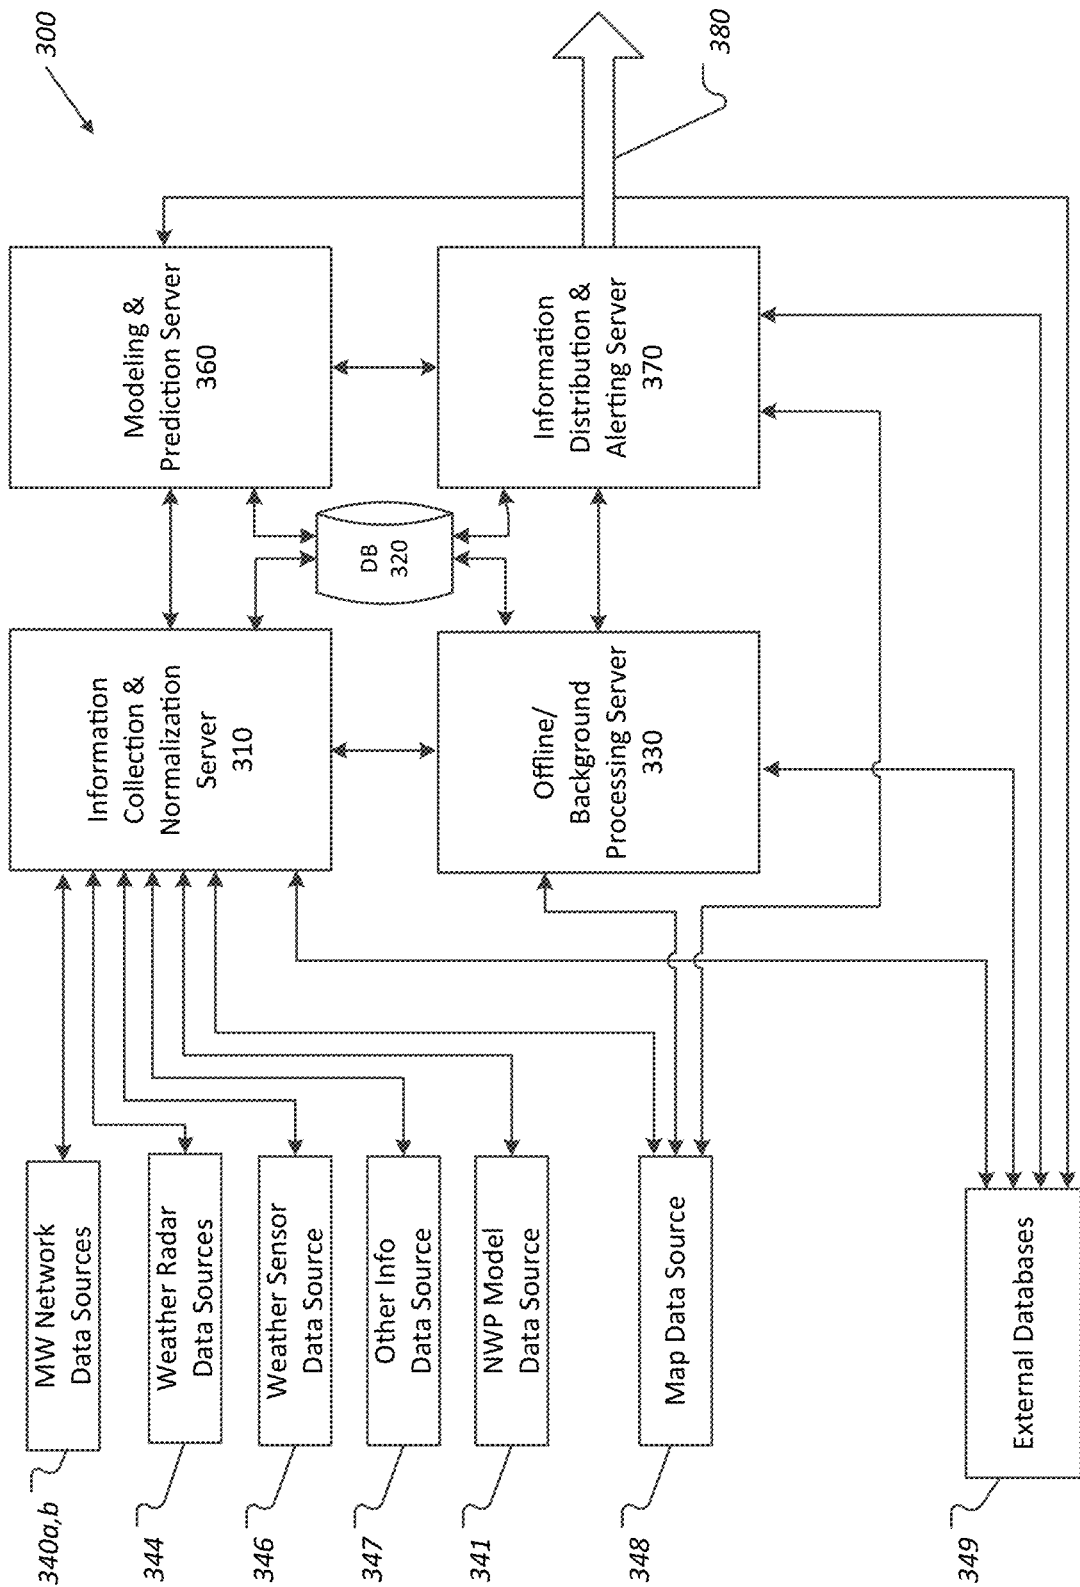 300
MW Network
Data Sources
340a,b
Weather Radar
Data Sources
344
Weather Sensor
Data Source
346
Other Info
Data Source
347
NWP Model
Data Source
341
Map Data Source
348
External Databases
349
Information
Collection &
Normalization
Server
310
Modeling &
Prediction Server
360
DB
320
Offline/
Background
Processing Server
330
Information
Distribution &
Alerting Server
370
380